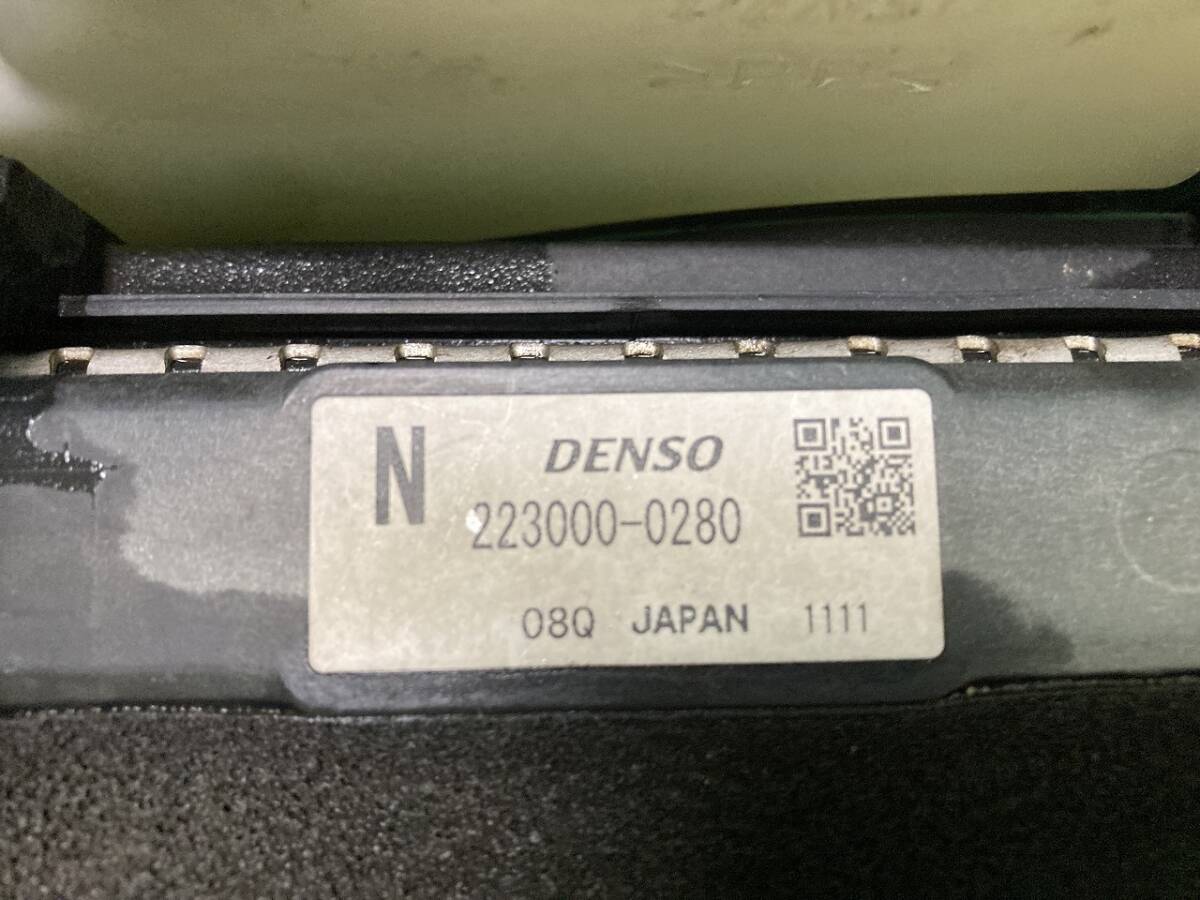 N
DENSO
223000-0280
08Q JAPAN 1111